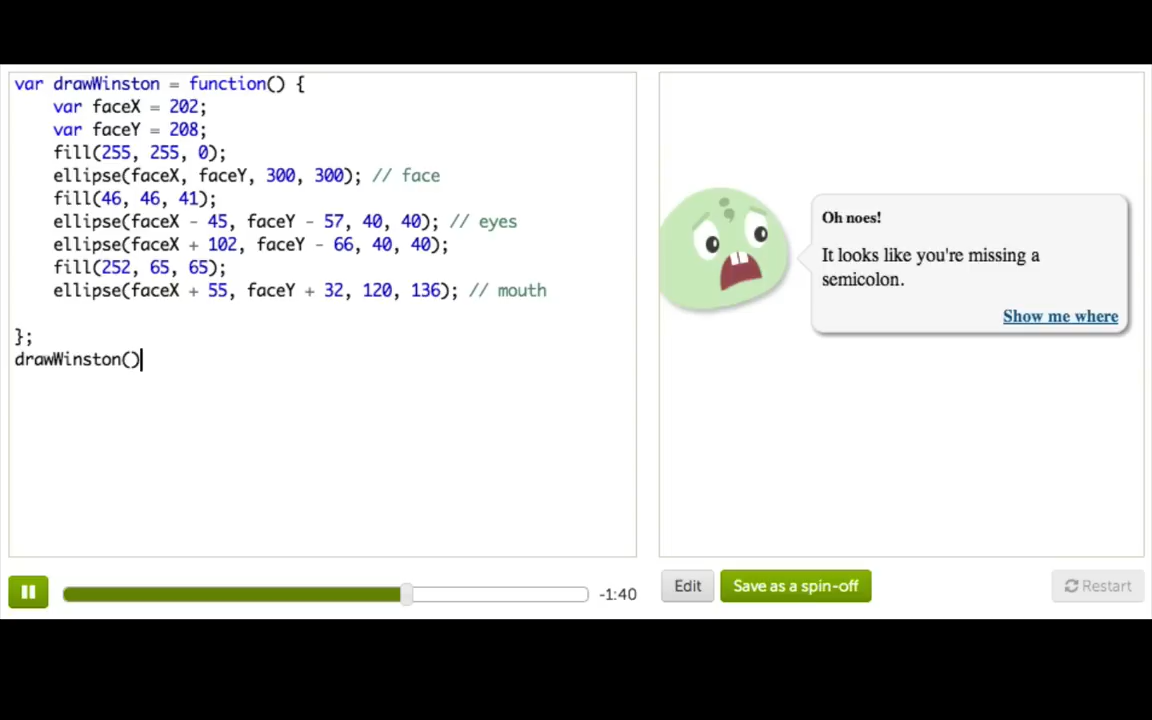 var drawWinston = function() {
    var faceX = 202;
    var faceY = 208;
    fill(255, 255, 0);
    ellipse(faceX, faceY, 300, 300); // face
    fill(46, 46, 41);
    ellipse(faceX - 45, faceY - 57, 40, 40); // eyes
    ellipse(faceX + 102, faceY - 66, 40, 40);
    fill(252, 65, 65);
    ellipse(faceX + 55, faceY + 32, 120, 136); // mouth
};
drawWinston()
Oh noes!
It looks like you're missing a
semicolon.
Show me where
-1:40
Edit
Save as a spin-off
Restart